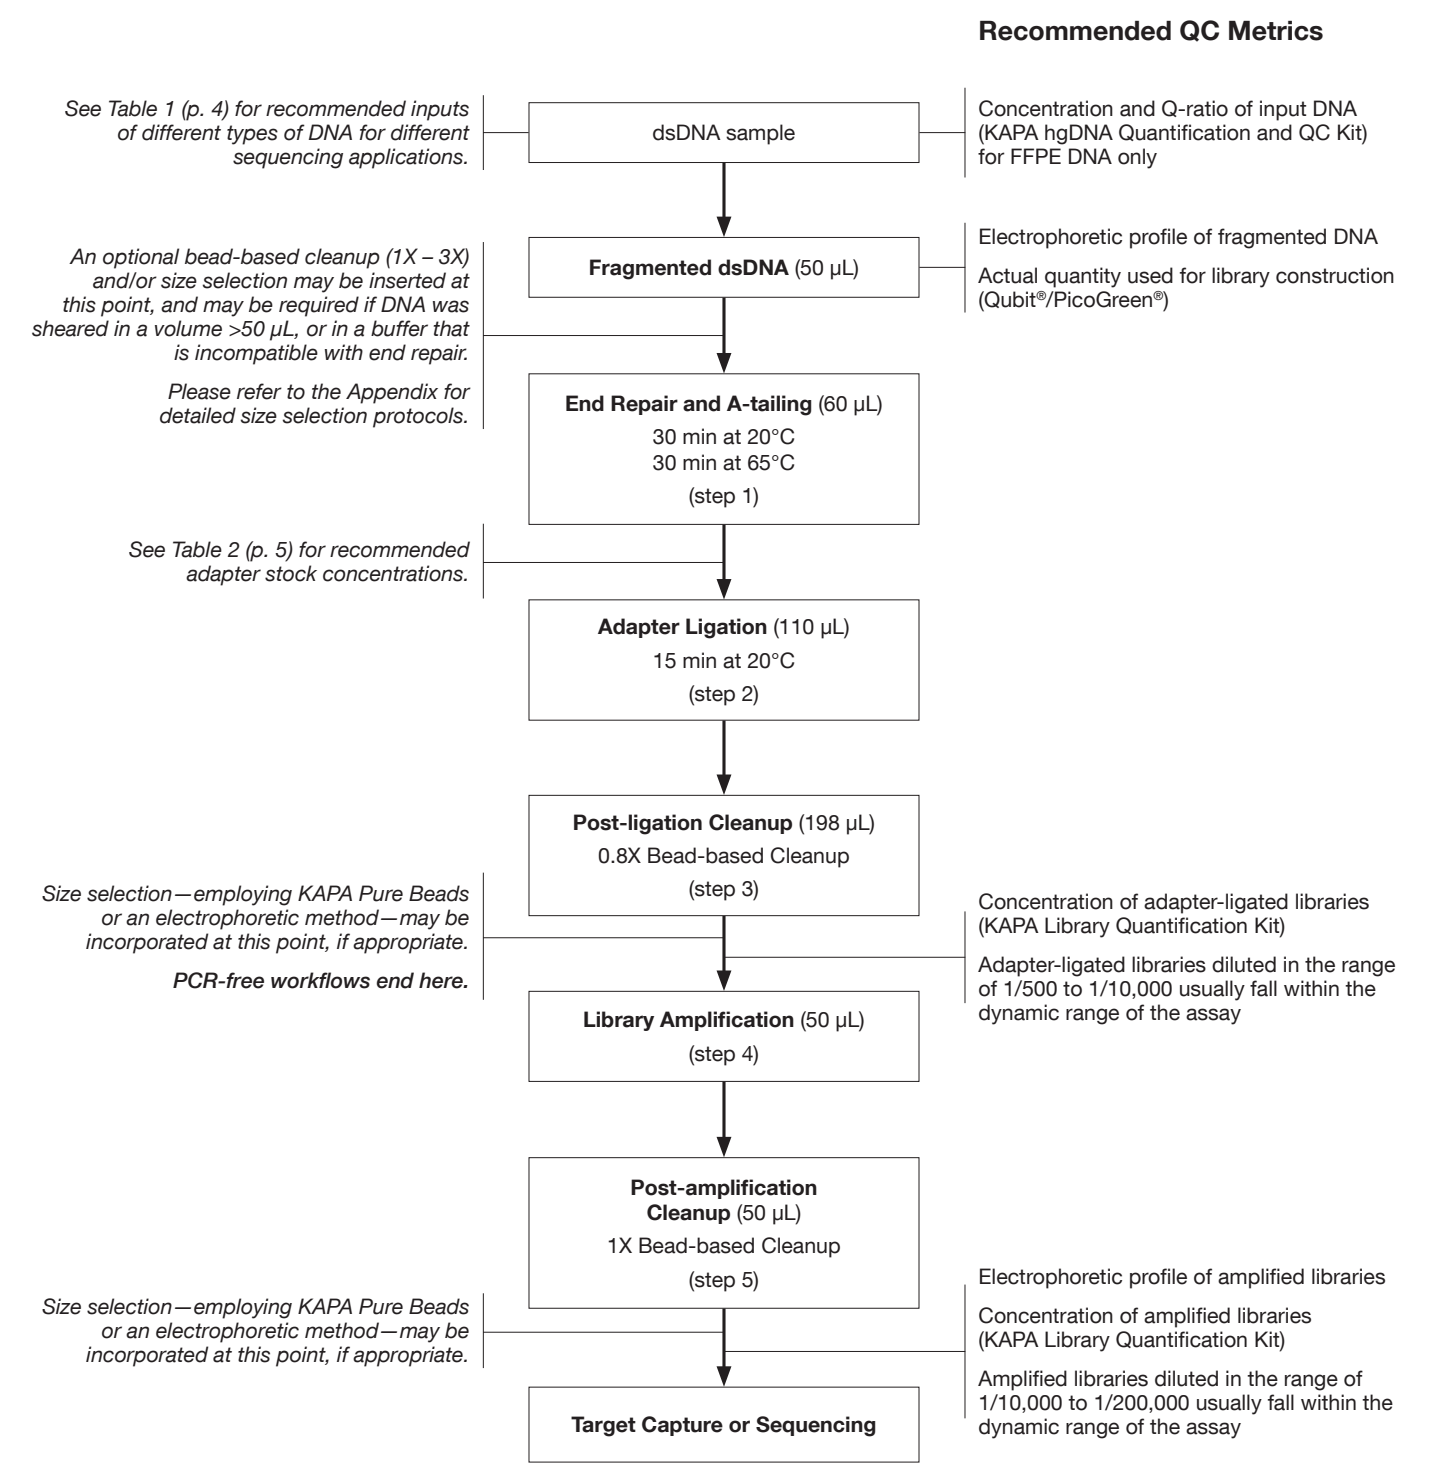 Recommended QC Metrics
See Table 1 (p. 4) for recommended inputs
of different types of DNA for different
sequencing applications.
dsDNA sample
Concentration and Q-ratio of input DNA
(KAPA hgDNA Quantification and QC Kit)
for FFPE DNA only
An optional bead-based cleanup (1X – 3X)
and/or size selection may be inserted at
this point, and may be required if DNA was
sheared in a volume >50 µL, or in a buffer that
is incompatible with end repair.
Please refer to the Appendix for
detailed size selection protocols.
Fragmented dsDNA (50 µL)
Electrophoretic profile of fragmented DNA
Actual quantity used for library construction
(Qubit®/PicoGreen®)
End Repair and A-tailing (60 µL)
30 min at 20°C
30 min at 65°C
(step 1)
See Table 2 (p. 5) for recommended
adapter stock concentrations.
Adapter Ligation (110 µL)
15 min at 20°C
(step 2)
Post-ligation Cleanup (198 µL)
0.8X Bead-based Cleanup
(step 3)
Size selection—employing KAPA Pure Beads
or an electrophoretic method—may be
incorporated at this point, if appropriate.
PCR-free workflows end here.
Concentration of adapter-ligated libraries
(KAPA Library Quantification Kit)
Adapter-ligated libraries diluted in the range
of 1/500 to 1/10,000 usually fall within the
dynamic range of the assay
Library Amplification (50 µL)
(step 4)
Post-amplification
Cleanup (50 µL)
1X Bead-based Cleanup
(step 5)
Size selection—employing KAPA Pure Beads
or an electrophoretic method—may be
incorporated at this point, if appropriate.
Electrophoretic profile of amplified libraries
Concentration of amplified libraries
(KAPA Library Quantification Kit)
Amplified libraries diluted in the range of
1/10,000 to 1/200,000 usually fall within the
dynamic range of the assay
Target Capture or Sequencing